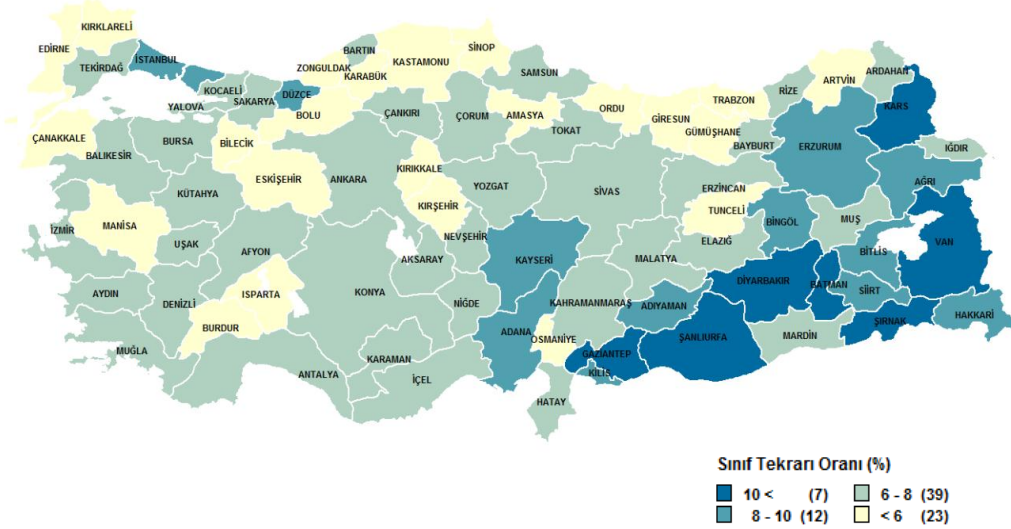 KIRKLARELİ
EDİRNE
TEKİRDAĞ
İSTANBUL
KOCAELİ
YALOVA
SAKARYA
DÜZCE
ZONGULDAK
BARTIN
KARABÜK
KASTAMONU
SİNOP
SAMSUN
BOLU
ÇANKIRI
ÇORUM
AMASYA
TOKAT
ORDU
GİRESUN
TRABZON
GÜMÜŞHANE
RİZE
ARTVİN
ARDAHAN
KARS
BAYBURT
ERZURUM
IĞDIR
AĞRI
ÇANAKKALE
BALIKESİR
BURSA
BİLECİK
ESKİŞEHİR
KÜTAHYA
ANKARA
KIRIKKALE
KIRŞEHİR
YOZGAT
SİVAS
ERZİNCAN
TUNCELİ
BİNGÖL
MUŞ
ELAZIĞ
BİTLİS
VAN
İZMİR
MANİSA
UŞAK
AFYON
NEVŞEHİR
AKSARAY
KAYSERİ
MALATYA
DİYARBAKIR
BATMAN
SİİRT
HAKKARİ
ŞIRNAK
AYDIN
DENİZLİ
ISPARTA
BURDUR
KONYA
NİĞDE
KAHRAMANMARAŞ
ADIYAMAN
ŞANLIURFA
MARDİN
MUĞLA
ANTALYA
KARAMAN
İÇEL
ADANA
OSMANİYE
GAZİANTEP
KİLİS
HATAY
Sınıf Tekrarı Oranı (%)
10 < (7) 6 - 8 (39)
8 - 10 (12) < 6 (23)